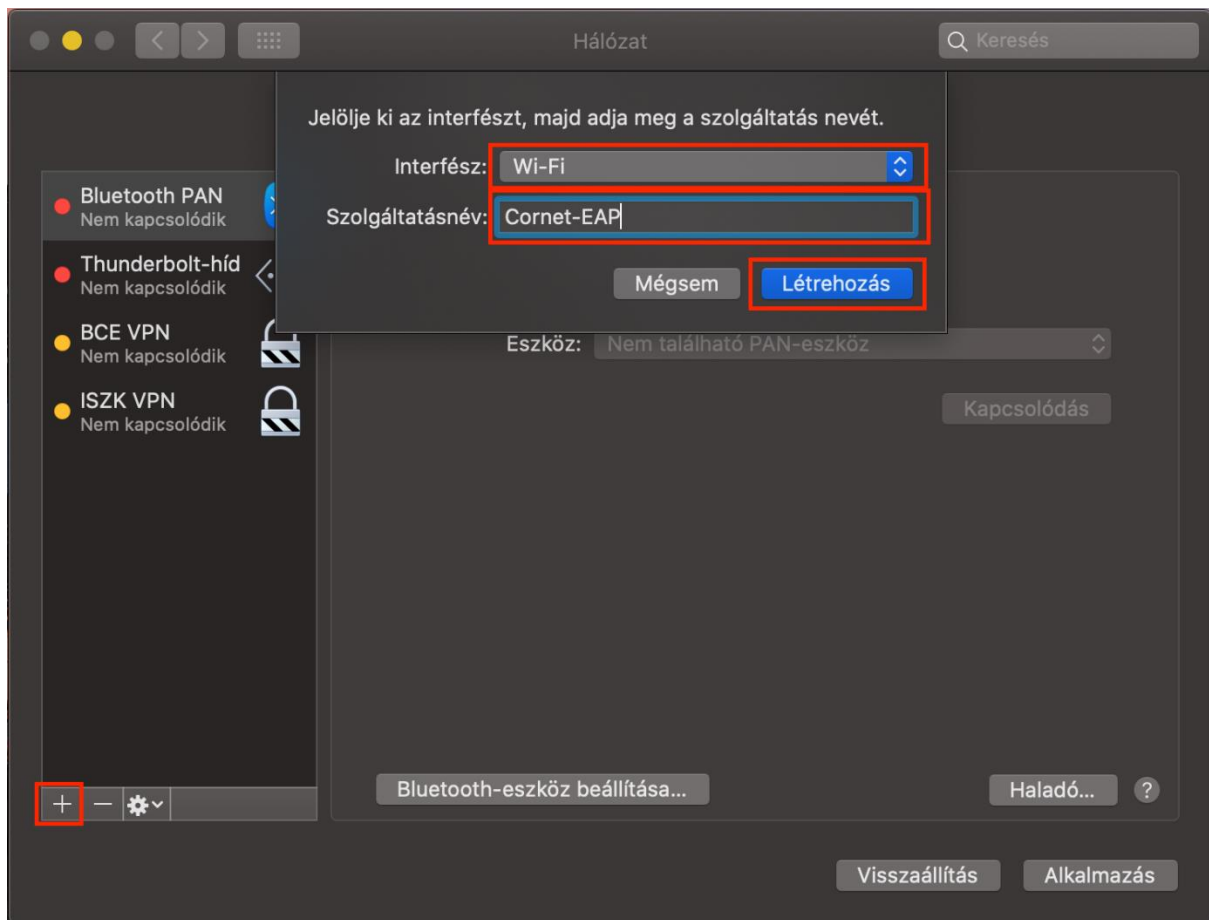 Hálózat
Keresés
Jelölje ki az interfészt, majd adja meg a szolgáltatás nevét.
Interfész: Wi-Fi
Szolgáltatásnév: Cornet-EAP
Mégsem Létrehozás
Bluetooth PAN
Nem kapcsolódik
Thunderbolt-híd
Nem kapcsolódik
BCE VPN
Nem kapcsolódik
ISZK VPN
Nem kapcsolódik
Eszköz: Nem található PAN-eszköz
Kapcsolódás
Bluetooth-eszköz beállítása...
Haladó... ?
Visszaállítás Alkalmazás